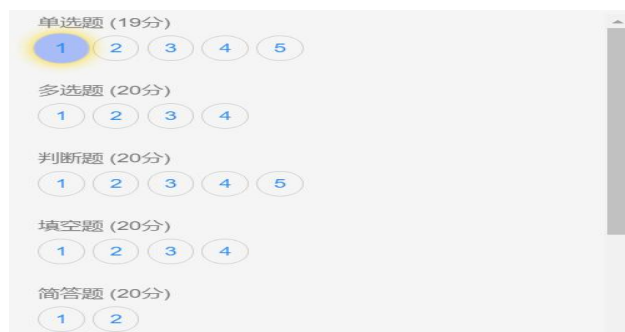 单选题 (19分)
1 2 3 4 5
多选题 (20分)
1 2 3 4
判断题 (20分)
1 2 3 4 5
填空题 (20分)
1 2 3 4
简答题 (20分)
1 2